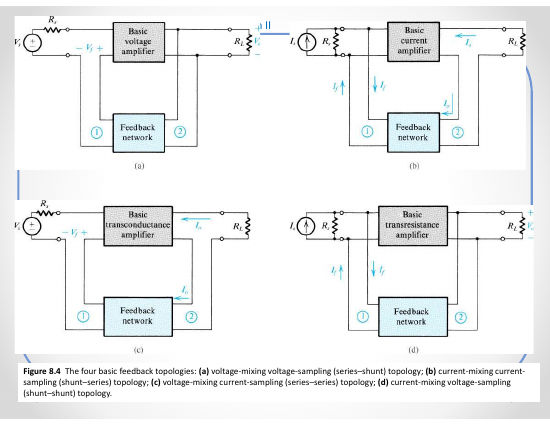 R_s
V_s
+
−
− V_f +
Basic
voltage
amplifier
+
V_o
−
R_L
Feedback
network
1
2
(a)
I_s
R_s
Basic
current
amplifier
I_o
R_L
I_f
I_f
I_o
Feedback
network
1
2
(b)
R_s
V_s
− V_f +
Basic
transconductance
amplifier
I_o
R_L
I_o
Feedback
network
1
2
(c)
I_s
R_s
Basic
transresistance
amplifier
+
V_o
−
R_L
I_f
I_f
Feedback
network
1
2
(d)
Figure 8.4 The four basic feedback topologies: (a) voltage-mixing voltage-sampling (series–shunt) topology; (b) current-mixing current-
sampling (shunt–series) topology; (c) voltage-mixing current-sampling (series–series) topology; (d) current-mixing voltage-sampling
(shunt–shunt) topology.